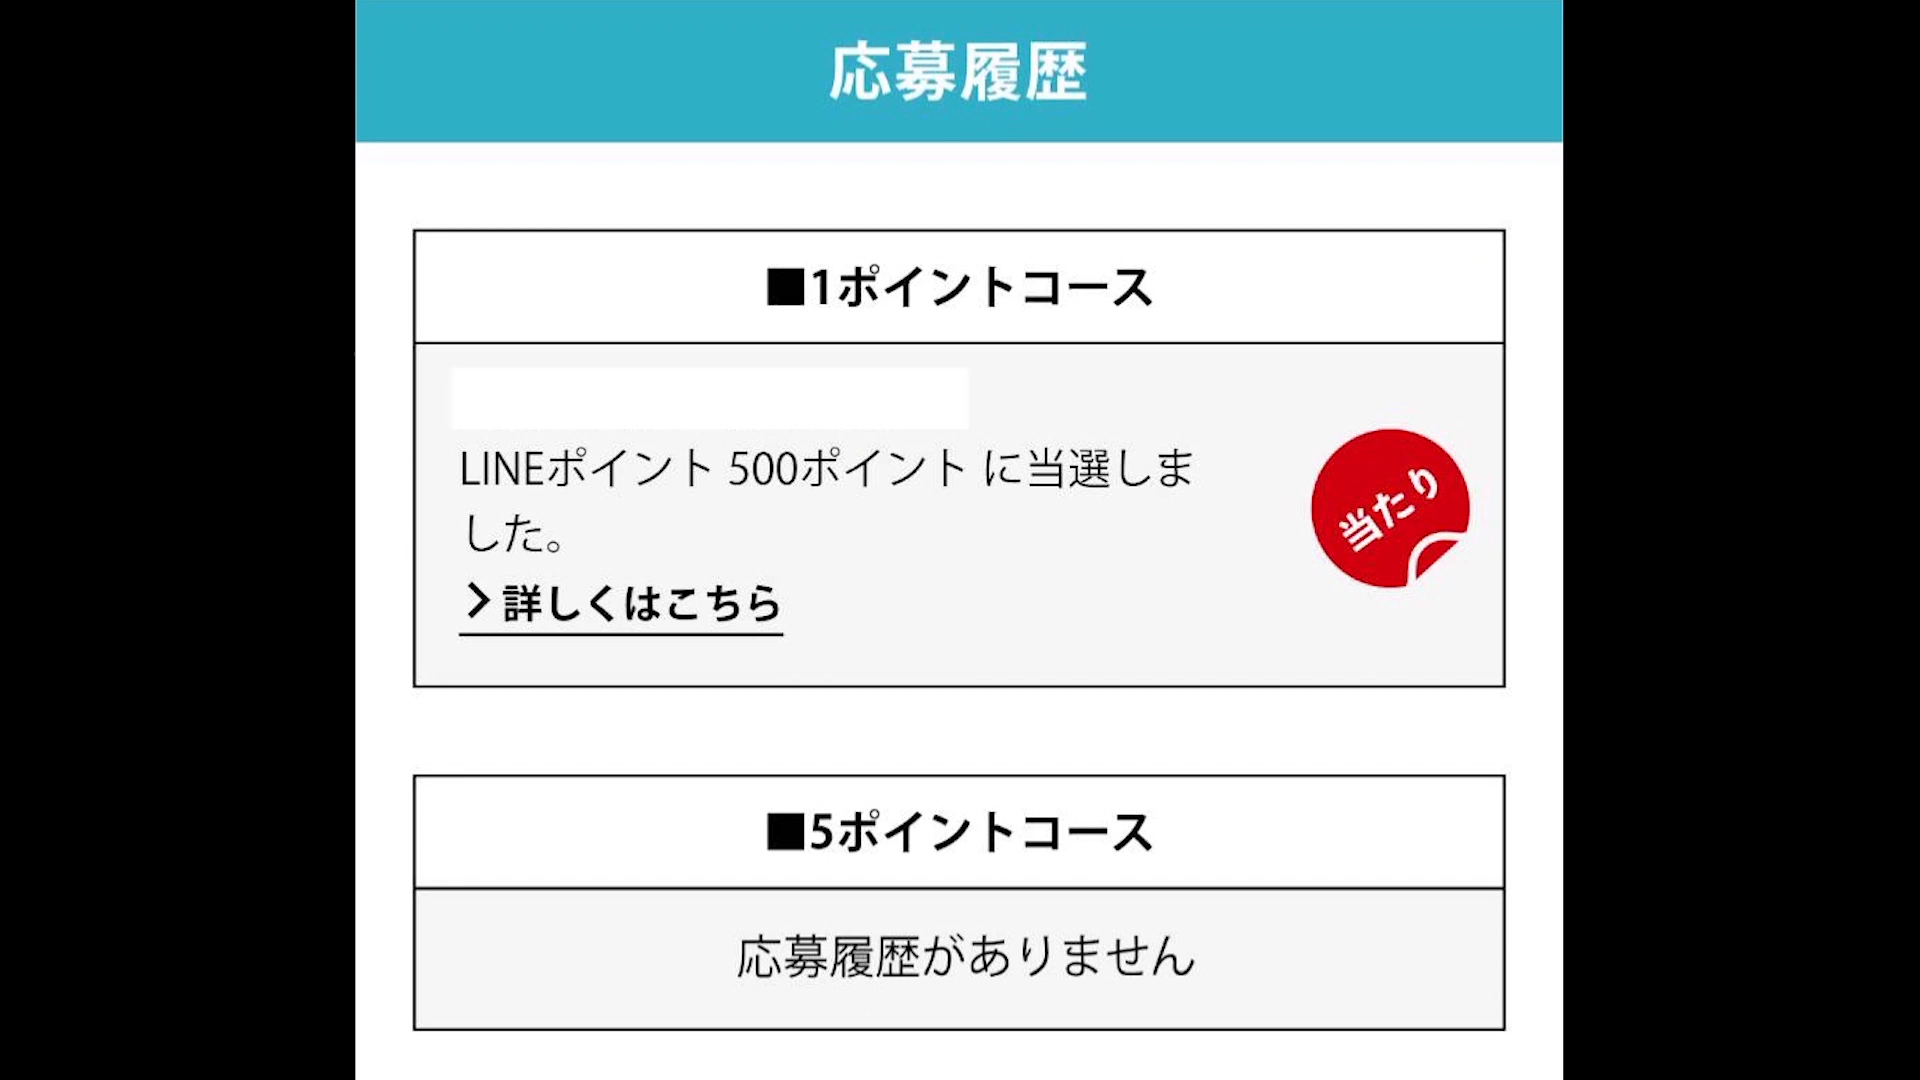 応募履歴
■1ポイントコース
LINEポイント 500ポイント に当選しま
した。
当たり
> 詳しくはこちら
■5ポイントコース
応募履歴がありません